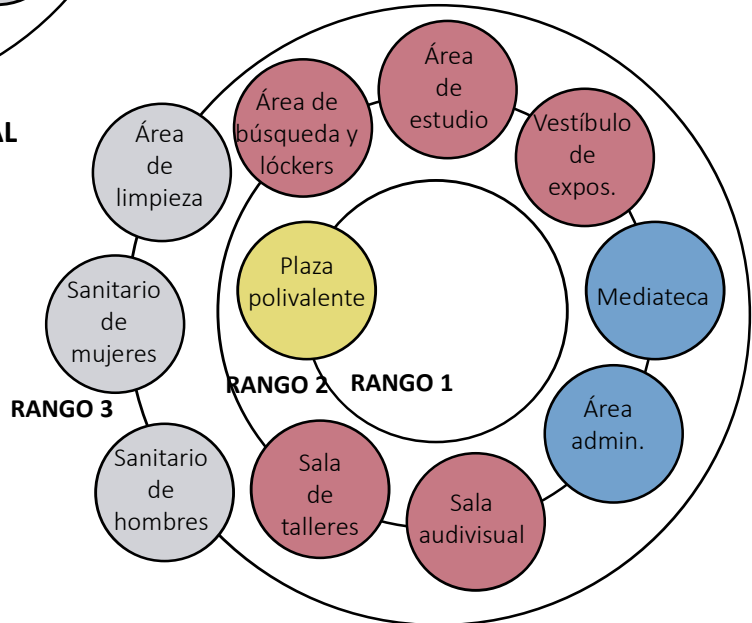 AL
Área
de
estudio
Área de
búsqueda y
lóckers
Vestíbulo
de
expos.
Área
de
limpieza
Plaza
polivalente
Mediateca
Sanitario
de
mujeres
RANGO 2
RANGO 1
RANGO 3
Área
admin.
Sanitario
de
hombres
Sala
de
talleres
Sala
audivisual